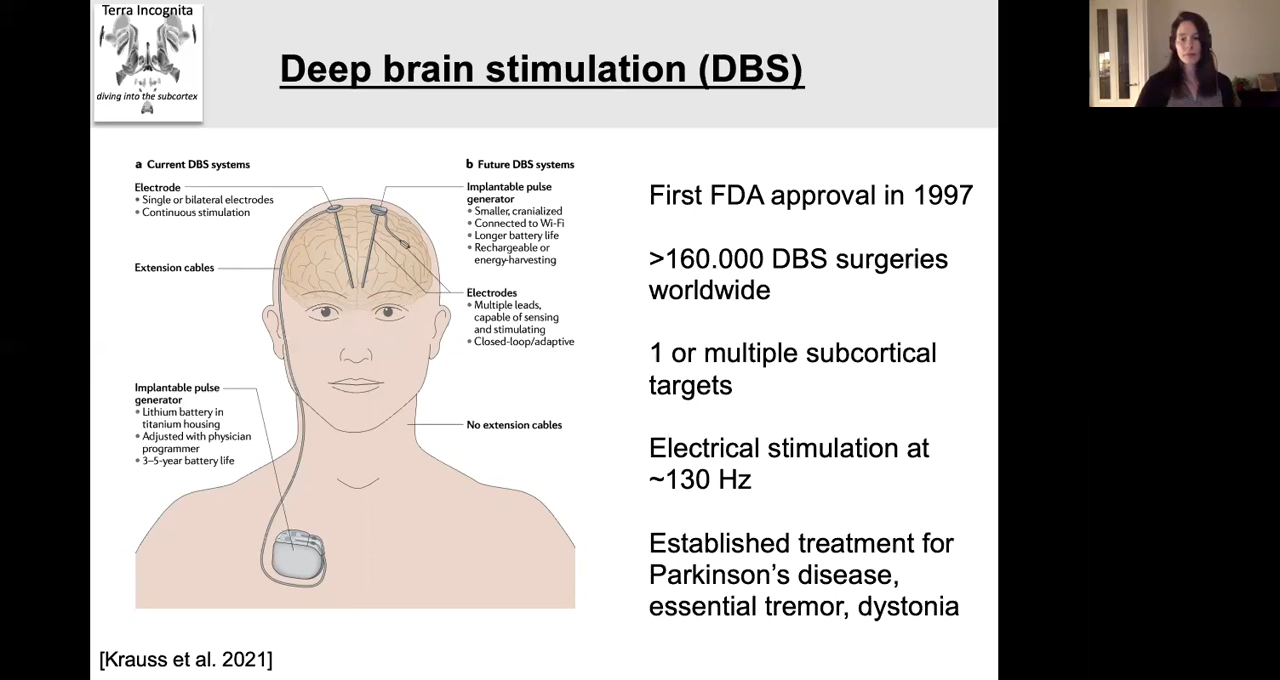 Terra Incognita
diving into the subcortex
Deep brain stimulation (DBS)
a Current DBS systems
Electrode
• Single or bilateral electrodes
• Continuous stimulation
Extension cables
Implantable pulse
generator
• Lithium battery in
titanium housing
• Adjusted with physician
programmer
• 3–5-year battery life
b Future DBS systems
Implantable pulse
generator
• Smaller, cranialized
• Connected to Wi-Fi
• Longer battery life
• Rechargeable or
energy-harvesting
Electrodes
• Multiple leads,
capable of sensing
and stimulating
• Closed-loop/adaptive
No extension cables
First FDA approval in 1997
>160.000 DBS surgeries
worldwide
1 or multiple subcortical
targets
Electrical stimulation at
~130 Hz
Established treatment for
Parkinson’s disease,
essential tremor, dystonia
[Krauss et al. 2021]